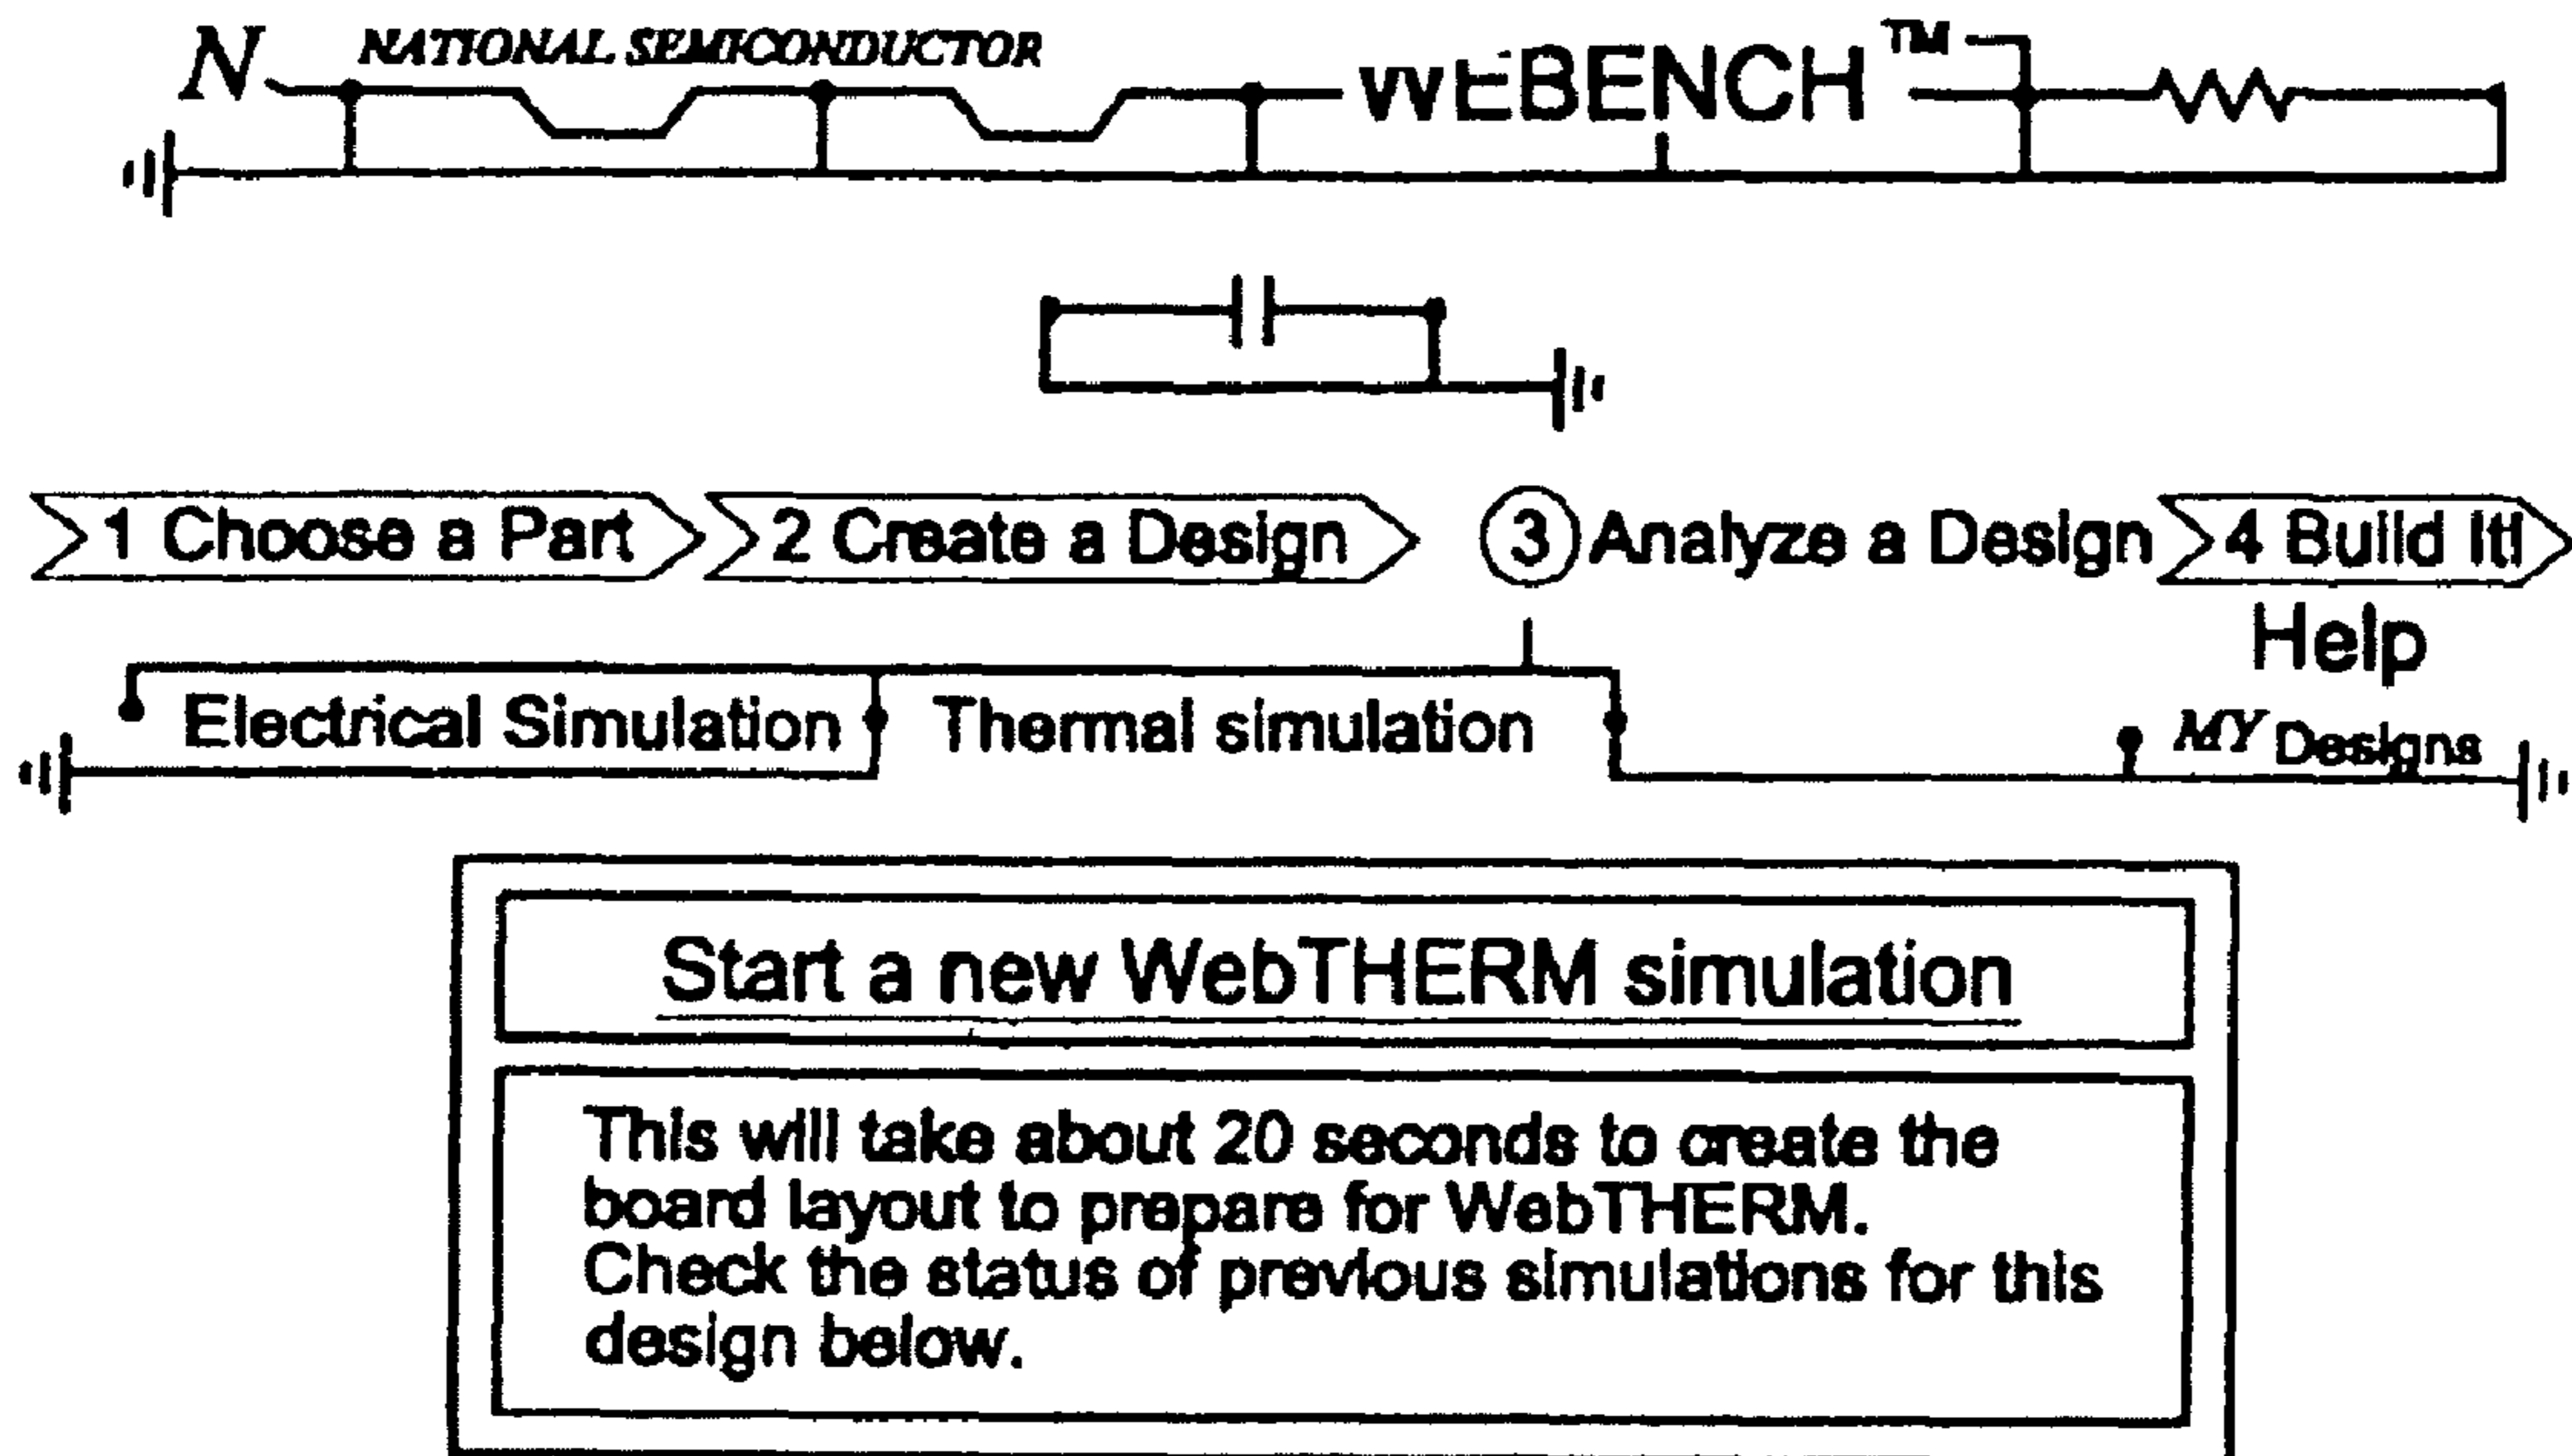 N NATIONAL SEMICONDUCTOR WEBENCH™
1 Choose a Part 2 Create a Design 3 Analyze a Design 4 Build It!
Help
Electrical Simulation Thermal simulation MY Designs
Start a new WebTHERM simulation
This will take about 20 seconds to create the
board layout to prepare for WebTHERM.
Check the status of previous simulations for this
design below.